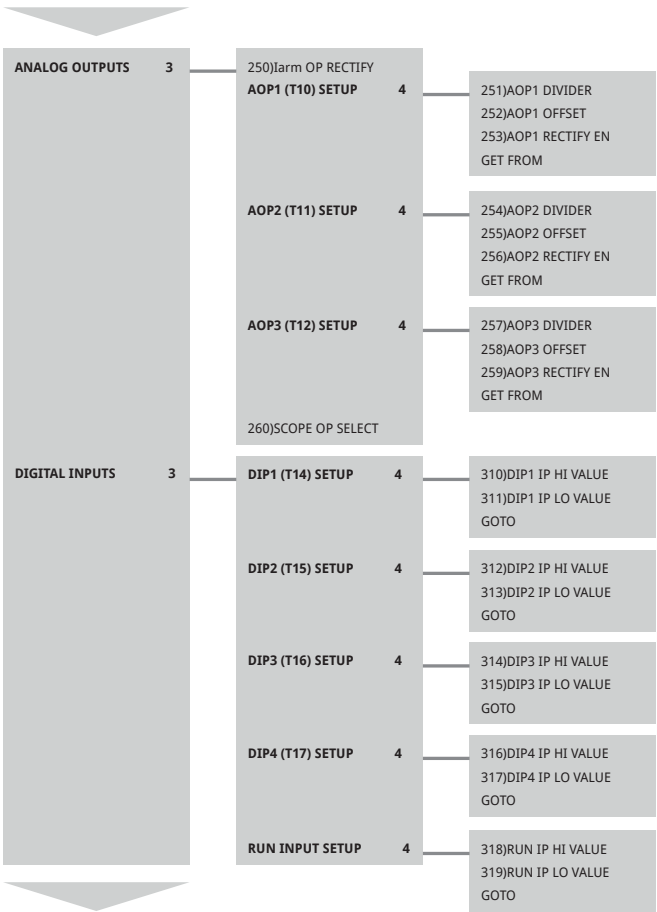 ANALOG OUTPUTS 3
250)Iarm OP RECTIFY
AOP1 (T10) SETUP 4
251)AOP1 DIVIDER
252)AOP1 OFFSET
253)AOP1 RECTIFY EN
GET FROM
AOP2 (T11) SETUP 4
254)AOP2 DIVIDER
255)AOP2 OFFSET
256)AOP2 RECTIFY EN
GET FROM
AOP3 (T12) SETUP 4
257)AOP3 DIVIDER
258)AOP3 OFFSET
259)AOP3 RECTIFY EN
GET FROM
260)SCOPE OP SELECT
DIGITAL INPUTS 3
DIP1 (T14) SETUP 4
310)DIP1 IP HI VALUE
311)DIP1 IP LO VALUE
GOTO
DIP2 (T15) SETUP 4
312)DIP2 IP HI VALUE
313)DIP2 IP LO VALUE
GOTO
DIP3 (T16) SETUP 4
314)DIP3 IP HI VALUE
315)DIP3 IP LO VALUE
GOTO
DIP4 (T17) SETUP 4
316)DIP4 IP HI VALUE
317)DIP4 IP LO VALUE
GOTO
RUN INPUT SETUP 4
318)RUN IP HI VALUE
319)RUN IP LO VALUE
GOTO